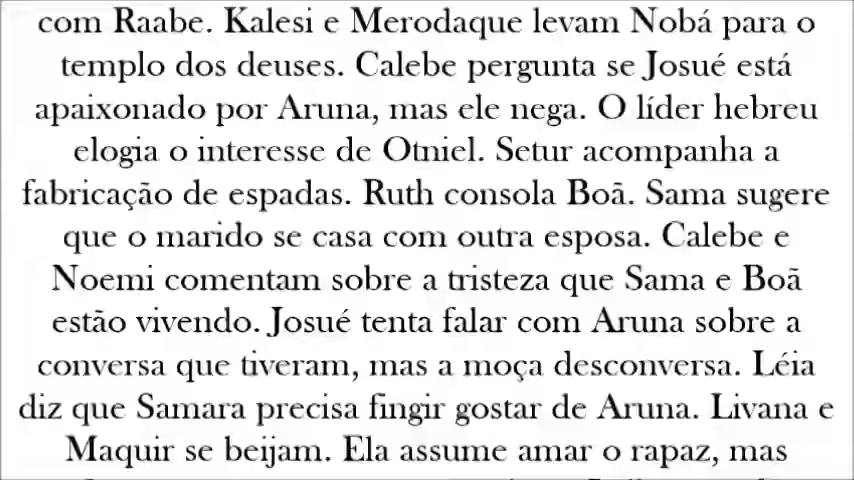 com Raabe. Kalesi e Merodaque levam Nobá para o
templo dos deuses. Calebe pergunta se Josué está
apaixonado por Aruna, mas ele nega. O líder hebreu
elogia o interesse de Otniel. Setur acompanha a
fabricação de espadas. Ruth consola Boã. Sama sugere
que o marido se casa com outra esposa. Calebe e
Noemi comentam sobre a tristeza que Sama e Boã
estão vivendo. Josué tenta falar com Aruna sobre a
conversa que tiveram, mas a moça desconversa. Léia
diz que Samara precisa fingir gostar de Aruna. Livana e
Maquir se beijam. Ela assume amar o rapaz, mas